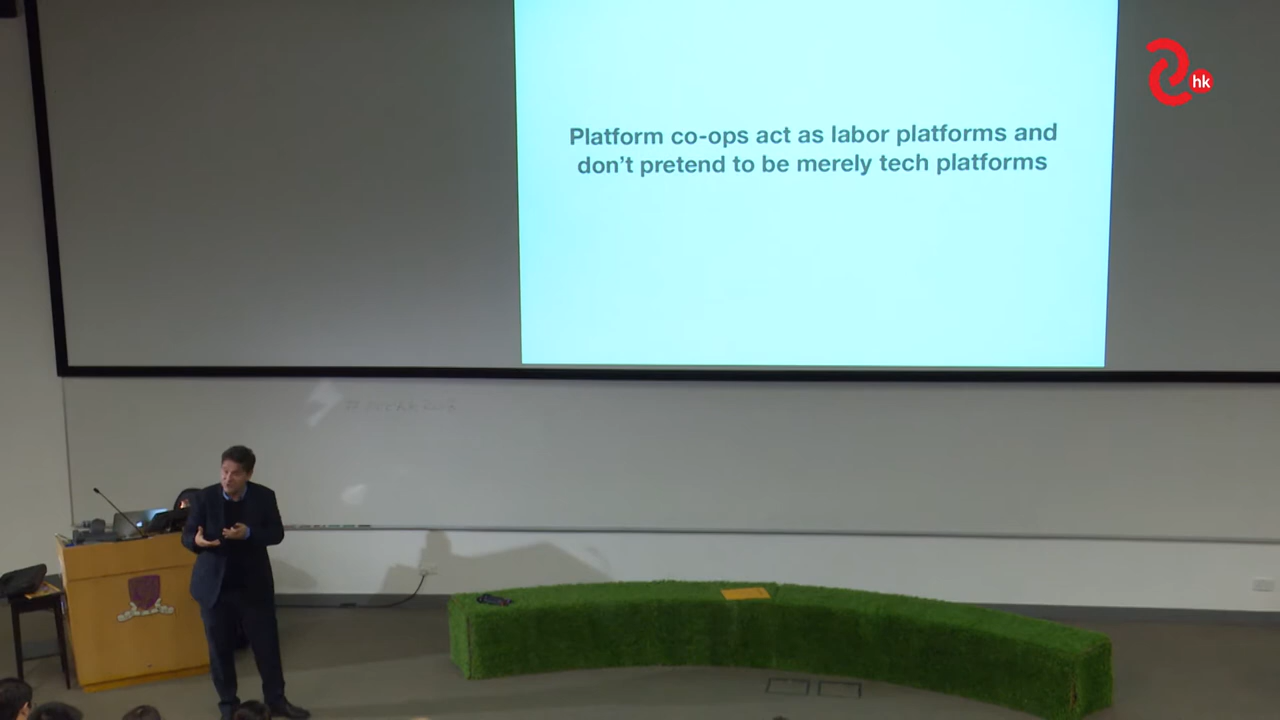 Platform co-ops act as labor platforms and
don't pretend to be merely tech platforms
hk